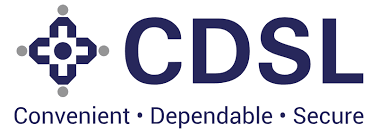 CDSL
Convenient • Dependable • Secure